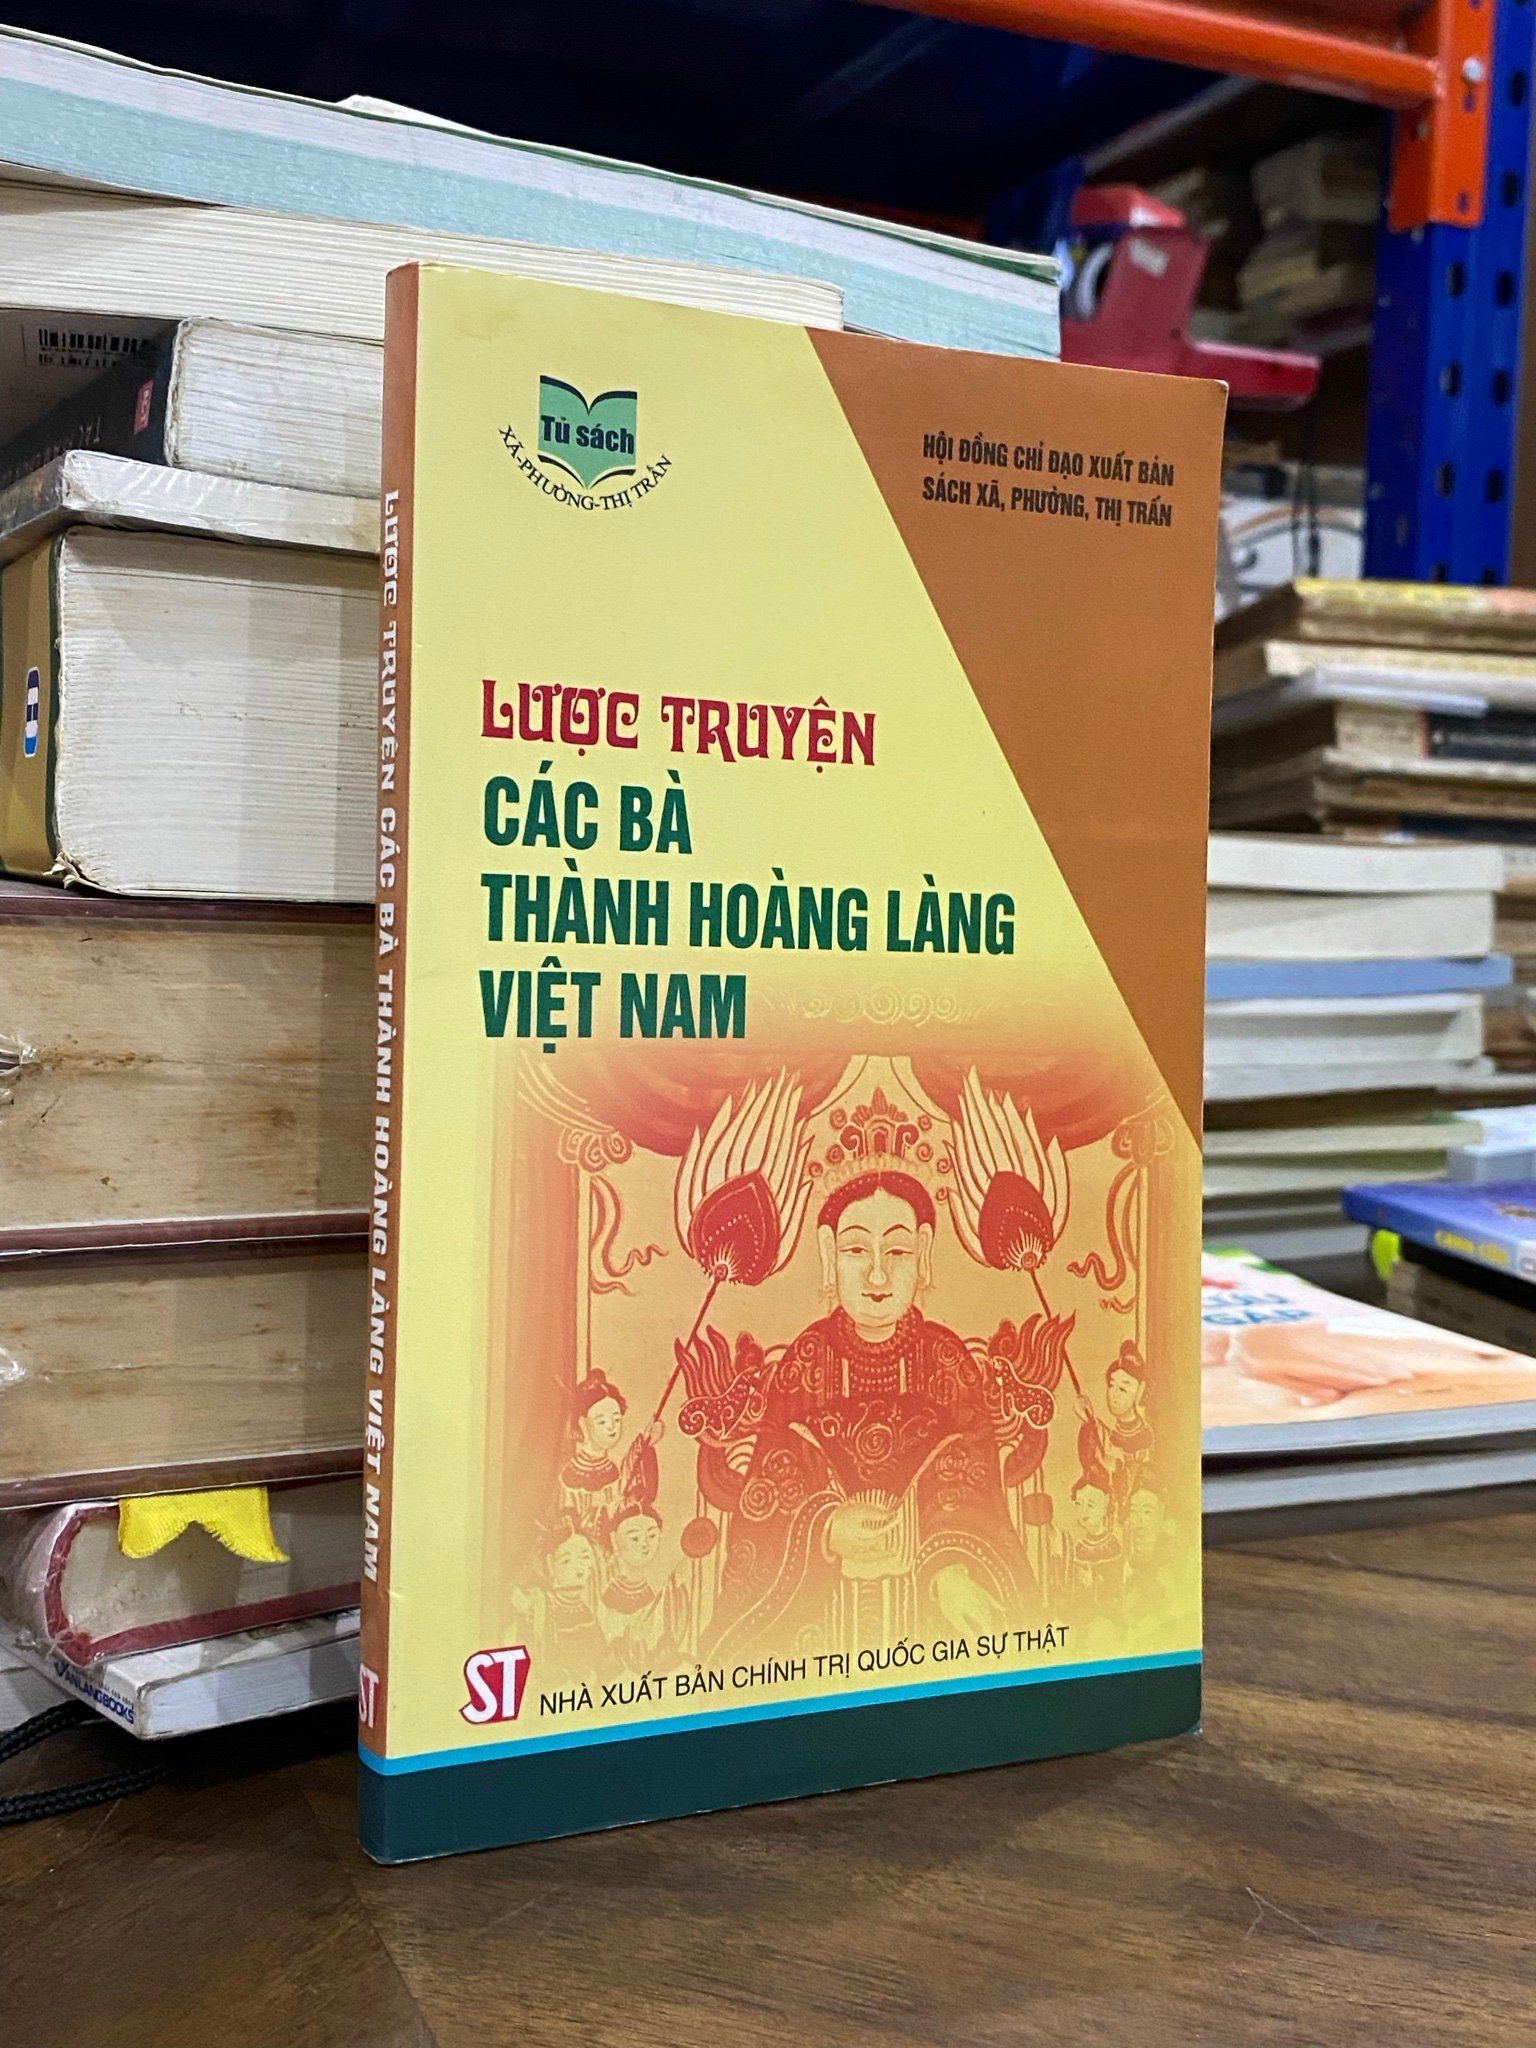 Tủ sách
XÃ-PHƯỜNG-THỊ TRẤN
HỘI ĐỒNG CHỈ ĐẠO XUẤT BẢN
SÁCH XÃ, PHƯỜNG, THỊ TRẤN
LƯỢC TRUYỆN
CÁC BÀ
THÀNH HOÀNG LÀNG
VIỆT NAM
ST
NHÀ XUẤT BẢN CHÍNH TRỊ QUỐC GIA SỰ THẬT
LƯỢC TRUYỆN CÁC BÀ THÀNH HOÀNG LÀNG VIỆT NAM
ST
VANLANGBOOKS